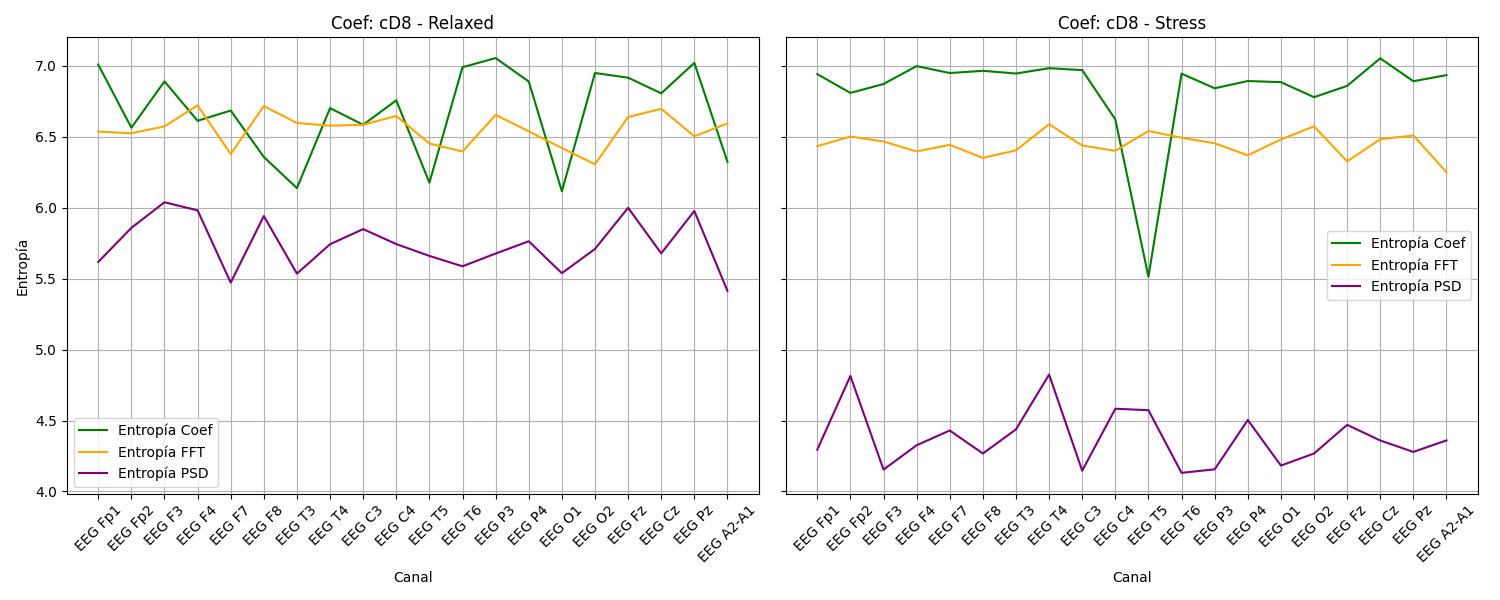 Coef: cD8 - Relaxed
Entropía
7.0
6.5
6.0
5.5
5.0
4.5
4.0
Entropía Coef
Entropía FFT
Entropía PSD
EEG Fp1
EEG Fp2
EEG F3
EEG F4
EEG F7
EEG F8
EEG T3
EEG T4
EEG C3
EEG C4
EEG T5
EEG T6
EEG P3
EEG P4
EEG O1
EEG O2
EEG Fz
EEG Cz
EEG Pz
EEG A2-A1
Canal
Coef: cD8 - Stress
Entropía Coef
Entropía FFT
Entropía PSD
EEG Fp1
EEG Fp2
EEG F3
EEG F4
EEG F7
EEG F8
EEG T3
EEG T4
EEG C3
EEG C4
EEG T5
EEG T6
EEG P3
EEG P4
EEG O1
EEG O2
EEG Fz
EEG Cz
EEG Pz
EEG A2-A1
Canal